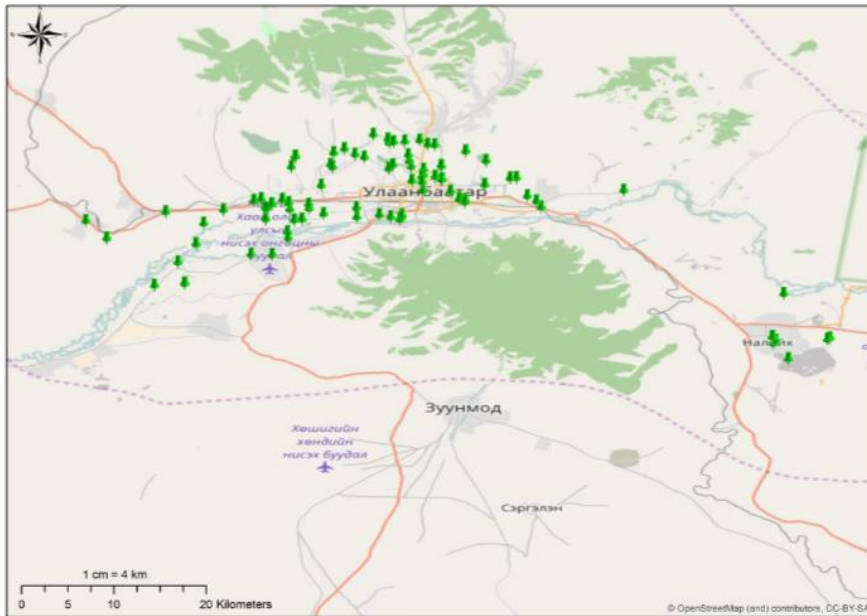 Улаанбаатар
улсын
нисэх онгоцны
буудал
Налайх
Зуунмод
Хөшигийн
хөндийн
нисэх буудал
Сэргэлэн
1 cm = 4 km
0 5 10 20 Kilometers
© OpenStreetMap (and) contributors, CC-BY-SA